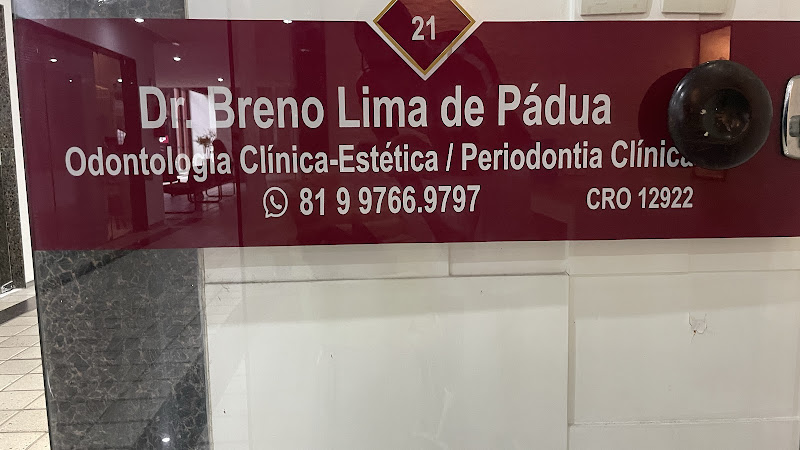 21
Dr. Breno Lima de Pádua
Odontologia Clínica-Estética / Periodontia Clínica
81 9 9766.9797 CRO 12922